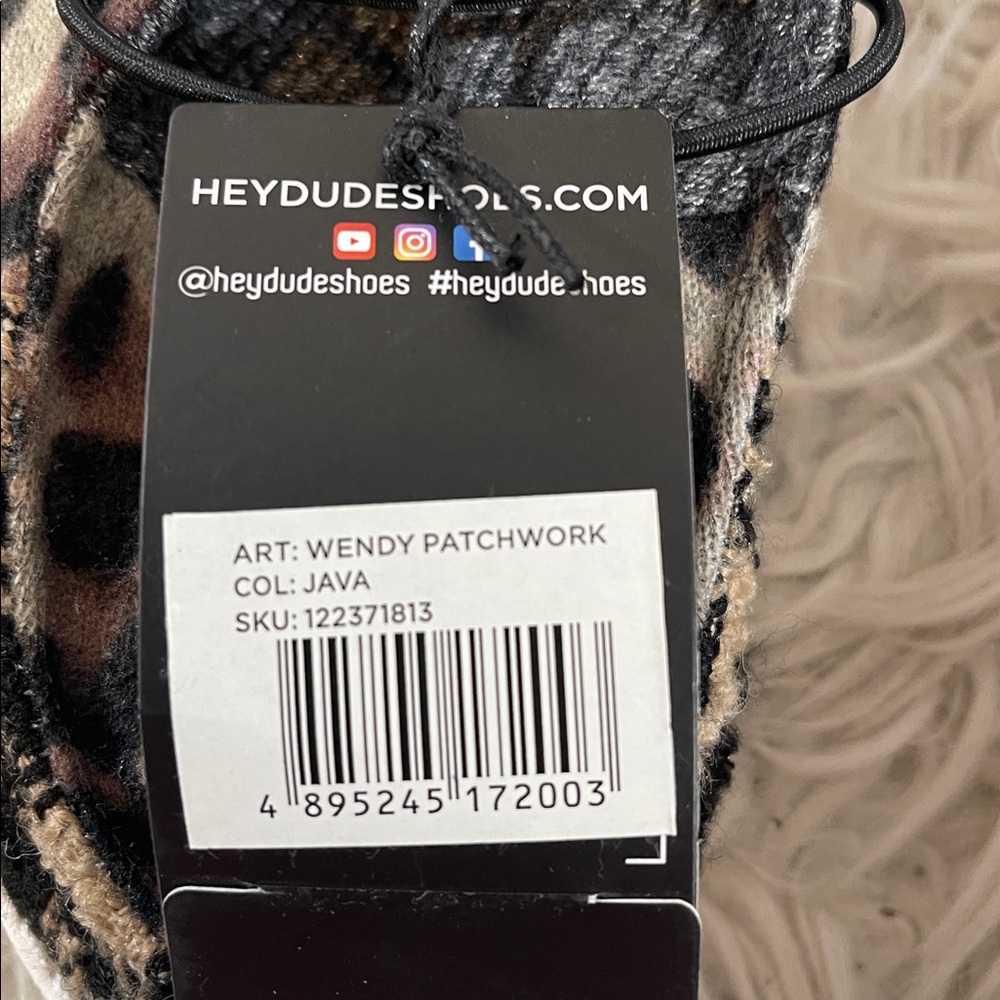 HEYDUDESHOES.COM
@heydudeshoes #heydudeshoes
ART: WENDY PATCHWORK
COL: JAVA
SKU: 122371813
4 895245 172003